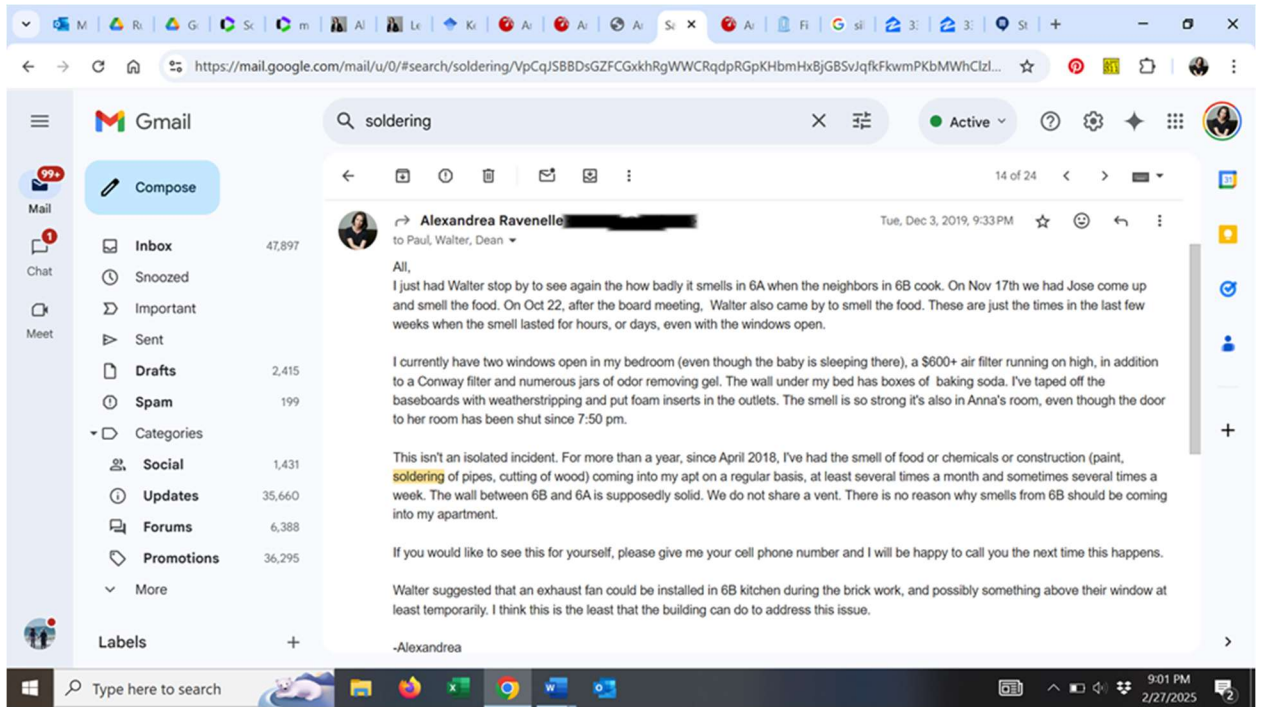 M
Ru
G
Sc
m
Al
Le
Ke
A
A
A
Sa
A
Fi
sil
3:
3:
St
https://mail.google.com/mail/u/0/#search/soldering/
Gmail
soldering
Active
99+
Compose
14 of 24
Mail
Alexandrea Ravenelle
Tue, Dec 3, 2019, 9:33 PM
to Paul, Walter, Dean
1
Chat
Meet
Inbox 47,897
Snoozed
Important
Sent
Drafts 2,415
Spam 199
Categories
Social 1,431
Updates 35,660
Forums 6,388
Promotions 36,295
More
Labels
All,
I just had Walter stop by to see again the how badly it smells in 6A when the neighbors in 6B cook. On Nov 17th we had Jose come up
and smell the food. On Oct 22, after the board meeting, Walter also came by to smell the food. These are just the times in the last few
weeks when the smell lasted for hours, or days, even with the windows open.
I currently have two windows open in my bedroom (even though the baby is sleeping there), a $600+ air filter running on high, in addition
to a Conway filter and numerous jars of odor removing gel. The wall under my bed has boxes of baking soda. I've taped off the
baseboards with weatherstripping and put foam inserts in the outlets. The smell is so strong it's also in Anna's room, even though the door
to her room has been shut since 7:50 pm.
This isn't an isolated incident. For more than a year, since April 2018, I've had the smell of food or chemicals or construction (paint,
soldering of pipes, cutting of wood) coming into my apt on a regular basis, at least several times a month and sometimes several times a
week. The wall between 6B and 6A is supposedly solid. We do not share a vent. There is no reason why smells from 6B should be coming
into my apartment.
If you would like to see this for yourself, please give me your cell phone number and I will be happy to call you the next time this happens.
Walter suggested that an exhaust fan could be installed in 6B kitchen during the brick work, and possibly something above their window at
least temporarily. I think this is the least that the building can do to address this issue.
-Alexandrea
31
Type here to search
9:01 PM
2/27/2025
2